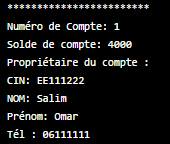 ************************
Numéro de Compte: 1
Solde de compte: 4000
Propriétaire du compte :
CIN: EE111222
NOM: Salim
Prénom: Omar
Tél : 06111111